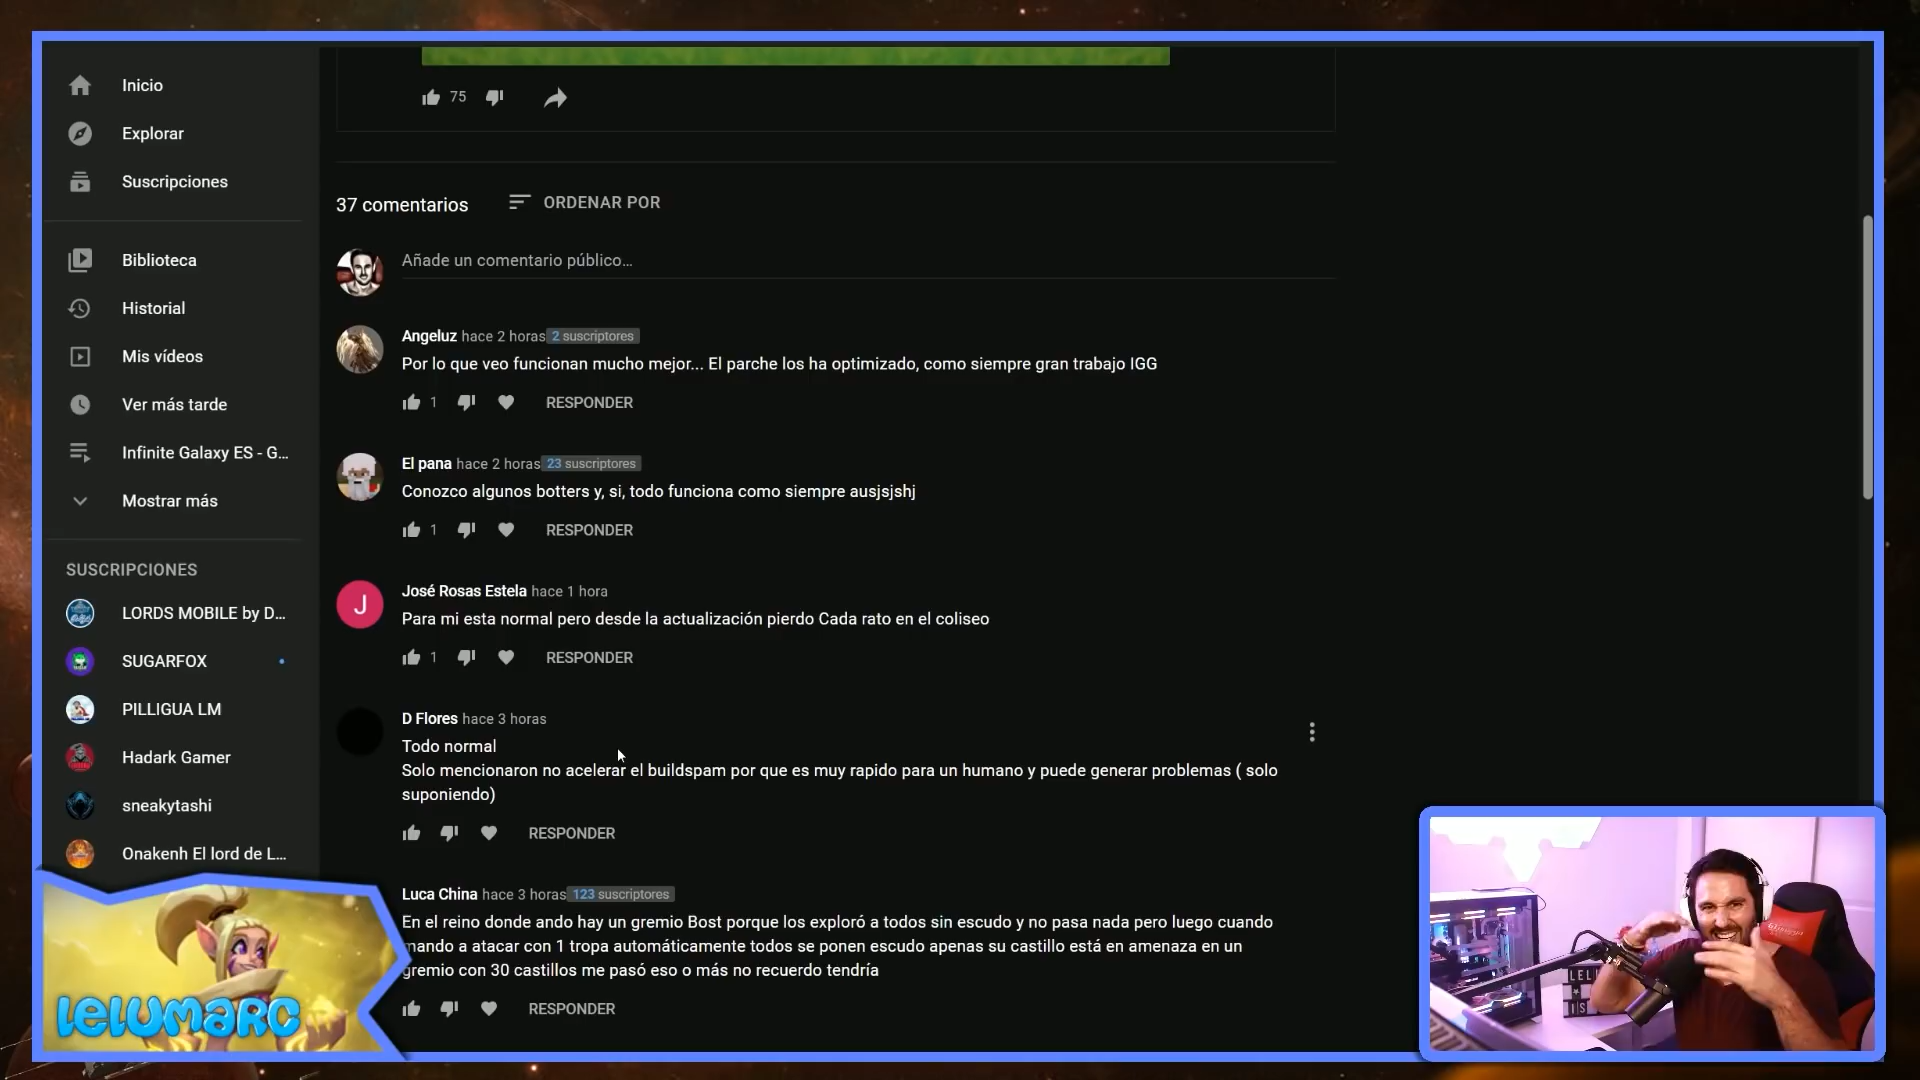 Inicio
Explorar
Suscripciones
Biblioteca
Historial
Mis vídeos
Ver más tarde
Infinite Galaxy ES - G...
Mostrar más
SUSCRIPCIONES
LORDS MOBILE by D...
SUGARFOX
PILLIGUA LM
Hadark Gamer
sneakytashi
Onakenh El lord de L...
LELUMARC
75
37 comentarios
ORDENAR POR
Añade un comentario público...
Angeluz hace 2 horas 2 suscriptores
Por lo que veo funcionan mucho mejor... El parche los ha optimizado, como siempre gran trabajo IGG
1 RESPONDER
El pana hace 2 horas 23 suscriptores
Conozco algunos botters y, si, todo funciona como siempre ausjsjshj
1 RESPONDER
J
José Rosas Estela hace 1 hora
Para mi esta normal pero desde la actualización pierdo Cada rato en el coliseo
1 RESPONDER
D Flores hace 3 horas
Todo normal
Solo mencionaron no acelerar el buildspam por que es muy rapido para un humano y puede generar problemas ( solo
suponiendo)
RESPONDER
Luca China hace 3 horas 123 suscriptores
En el reino donde ando hay un gremio Bost porque los exploró a todos sin escudo y no pasa nada pero luego cuando
mando a atacar con 1 tropa automáticamente todos se ponen escudo apenas su castillo está en amenaza en un
gremio con 30 castillos me pasó eso o más no recuerdo tendría
RESPONDER
LEL
IS